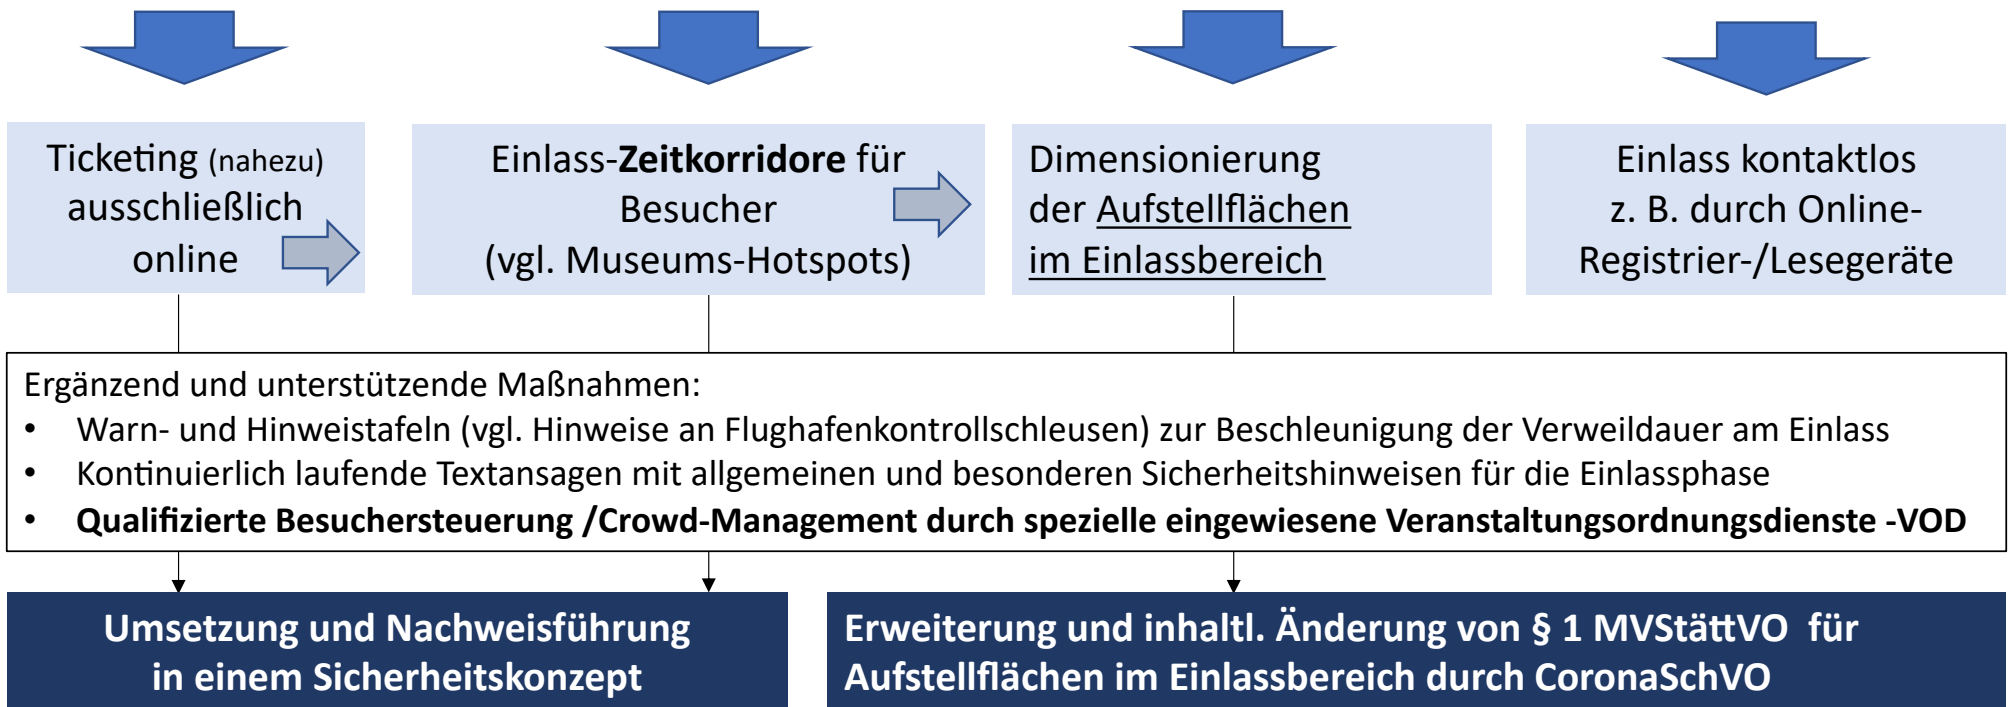 Ticketing (nahezu)
ausschließlich
online
Einlass-Zeitkorridore für
Besucher
(vgl. Museums-Hotspots)
Dimensionierung
der Aufstellflächen
im Einlassbereich
Einlass kontaktlos
z. B. durch Online-
Registrier-/Lesegeräte
Ergänzend und unterstützende Maßnahmen:
• Warn- und Hinweistafeln (vgl. Hinweise an Flughafenkontrollschleusen) zur Beschleunigung der Verweildauer am Einlass
• Kontinuierlich laufende Textansagen mit allgemeinen und besonderen Sicherheitshinweisen für die Einlassphase
• Qualifizierte Besuchersteuerung /Crowd-Management durch spezielle eingewiesene Veranstaltungsordnungsdienste -VOD
Umsetzung und Nachweisführung
in einem Sicherheitskonzept
Erweiterung und inhaltl. Änderung von § 1 MVStättVO für
Aufstellflächen im Einlassbereich durch CoronaSchVO